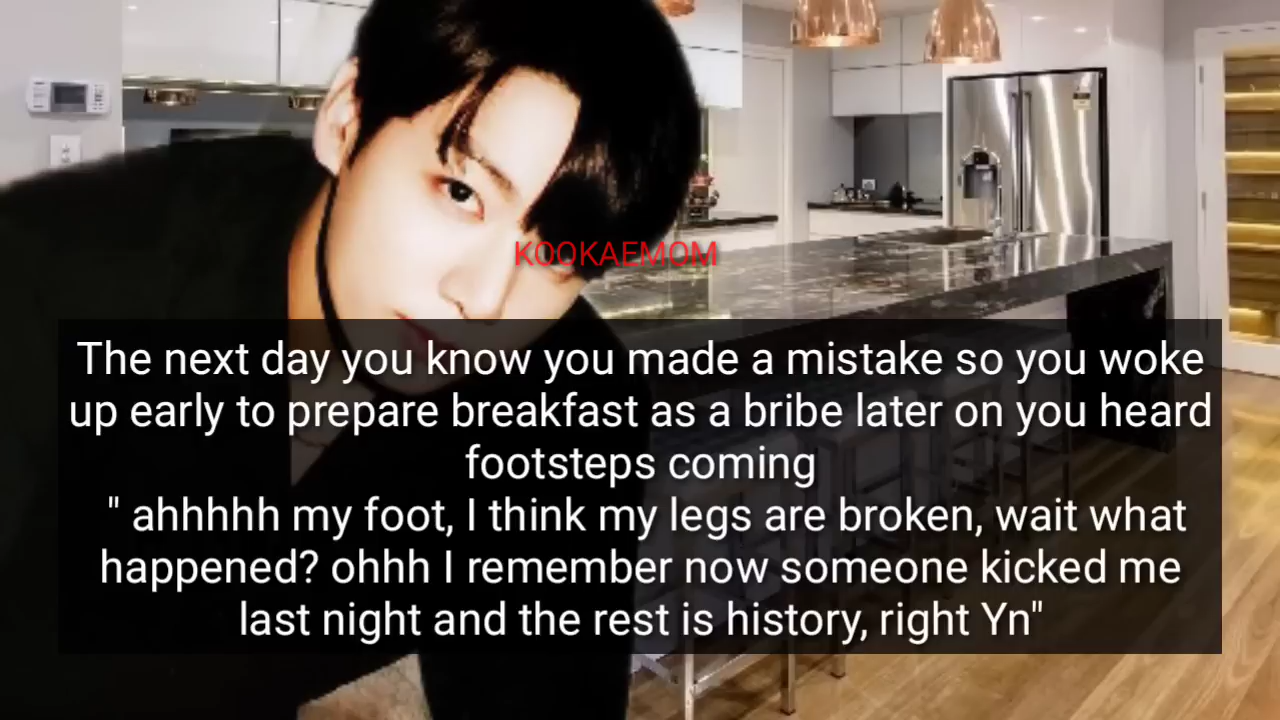 KOOKAEMOM
The next day you know you made a mistake so you woke
up early to prepare breakfast as a bribe later on you heard
footsteps coming
" ahhhhh my foot, I think my legs are broken, wait what
happened? ohhh I remember now someone kicked me
last night and the rest is history, right Yn"